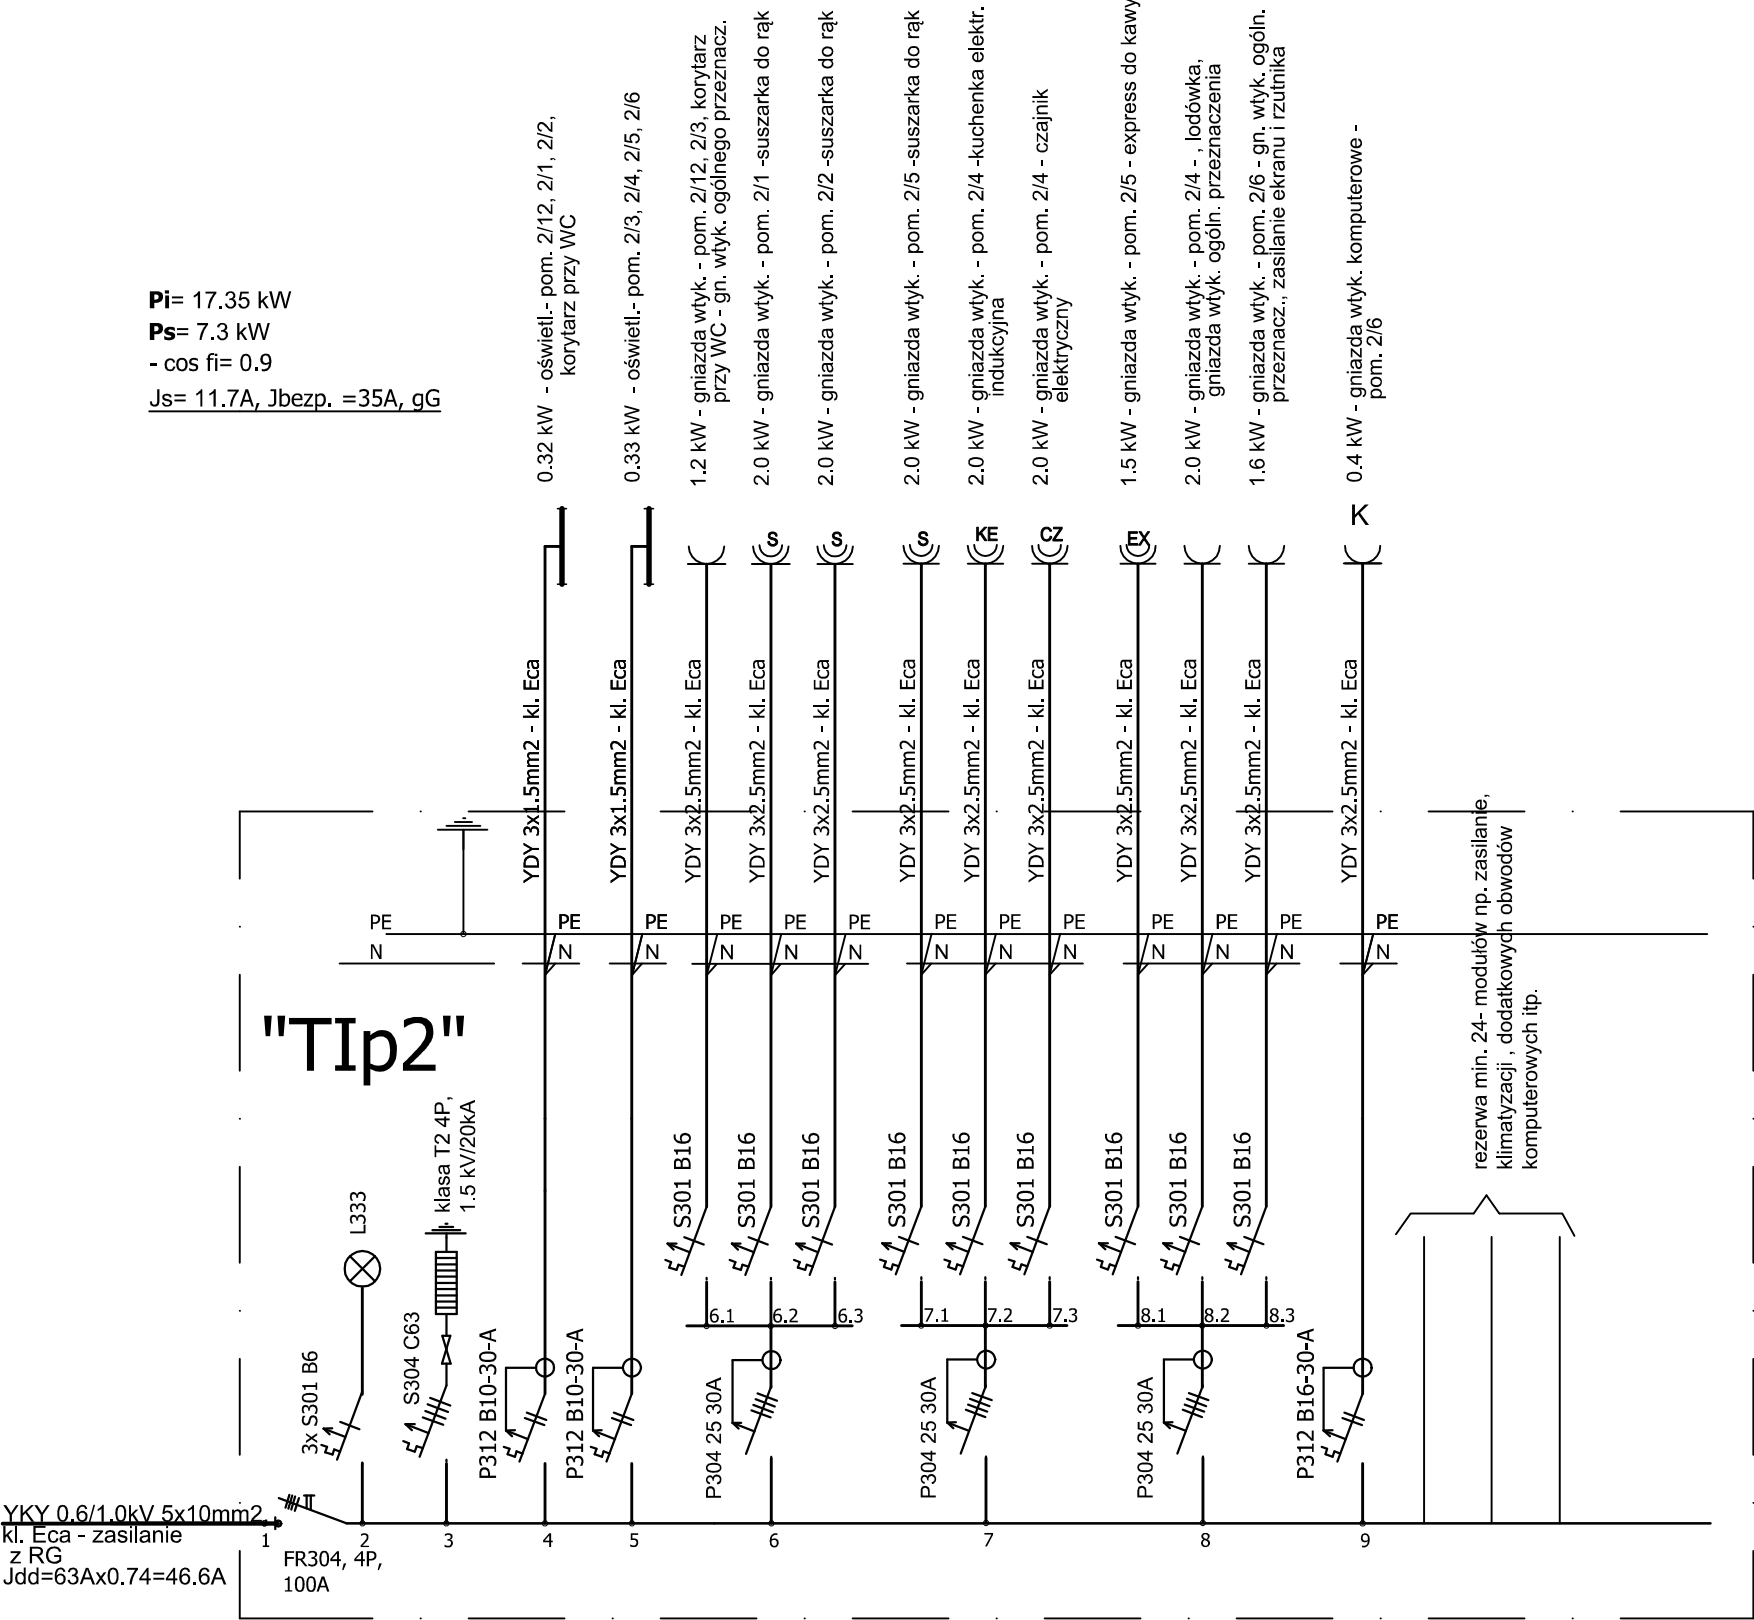 Pi= 17.35 kW
Ps= 7.3 kW
- cos fi= 0.9
Js= 11.7A, Jbezp. =35A, gG
0.32 kW - oświetl.- pom. 2/12, 2/1, 2/2,
korytarz przy WC
0.33 kW - oświetl.- pom. 2/3, 2/4, 2/5, 2/6
1.2 kW - gniazda wtyk. - pom. 2/12, 2/3, korytarz
przy WC - gn. wtyk. ogólnego przeznacz.
2.0 kW - gniazda wtyk. - pom. 2/1 -suszarka do rąk
2.0 kW - gniazda wtyk. - pom. 2/2 -suszarka do rąk
2.0 kW - gniazda wtyk. - pom. 2/5 -suszarka do rąk
2.0 kW - gniazda wtyk. - pom. 2/4 -kuchenka elektr.
indukcyjna
2.0 kW - gniazda wtyk. - pom. 2/4 - czajnik
elektryczny
1.5 kW - gniazda wtyk. - pom. 2/5 - express do kawy
2.0 kW - gniazda wtyk. - pom. 2/4 - , lodówka,
gniazda wtyk. ogóln. przeznaczenia
1.6 kW - gniazda wtyk. - pom. 2/6 - gn. wtyk. ogóln.
przeznacz., zasilanie ekranu i rzutnika
0.4 kW - gniazda wtyk. komputerowe -
pom. 2/6
S
S
S
KE
CZ
EX
K
YDY 3x1.5mm2 - kl. Eca
YDY 3x1.5mm2 - kl. Eca
YDY 3x2.5mm2 - kl. Eca
YDY 3x2.5mm2 - kl. Eca
YDY 3x2.5mm2 - kl. Eca
YDY 3x2.5mm2 - kl. Eca
YDY 3x2.5mm2 - kl. Eca
YDY 3x2.5mm2 - kl. Eca
YDY 3x2.5mm2 - kl. Eca
YDY 3x2.5mm2 - kl. Eca
YDY 3x2.5mm2 - kl. Eca
YDY 3x2.5mm2 - kl. Eca
PE PE PE PE PE PE PE PE PE PE PE PE PE
N N N N N N N N N N N N N
"TIp2"
rezerwa min. 24- modułów np. zasilanie,
klimatyzacji , dodatkowych obwodów
komputerowych itp.
L333
klasa T2 4P,
1.5 kV/20kA
S301 B16
S301 B16
S301 B16
S301 B16
S301 B16
S301 B16
S301 B16
S301 B16
S301 B16
6.1 6.2 6.3 7.1 7.2 7.3 8.1 8.2 8.3
3x S301 B6
S304 C63
P312 B10-30-A
P312 B10-30-A
P304 25 30A
P304 25 30A
P304 25 30A
P312 B16-30-A
YKY 0.6/1.0kV 5x10mm2,
kl. Eca - zasilanie
z RG
Jdd=63Ax0.74=46.6A
1 2 3 4 5 6 7 8 9
FR304, 4P,
100A